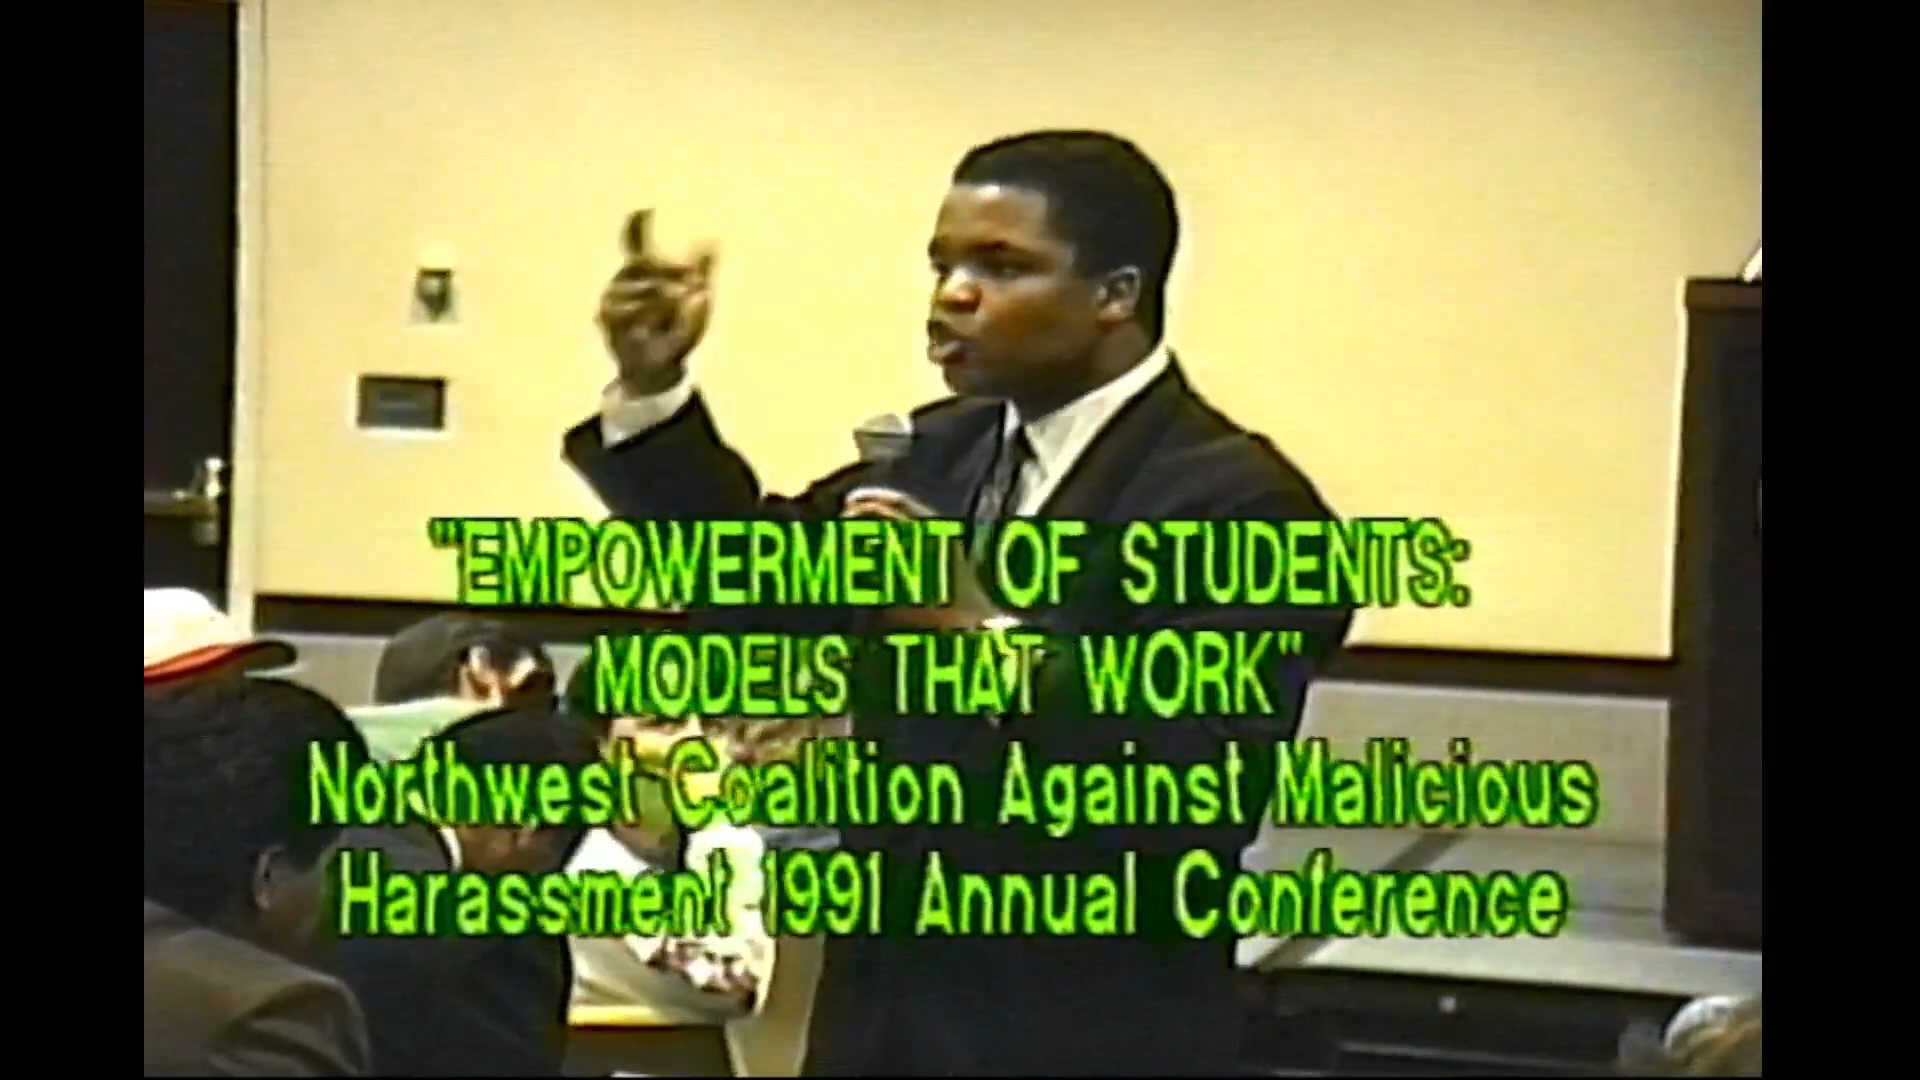 "EMPOWERMENT OF STUDENTS:
MODELS THAT WORK"
Northwest Coalition Against Malicious
Harassment 1991 Annual Conference